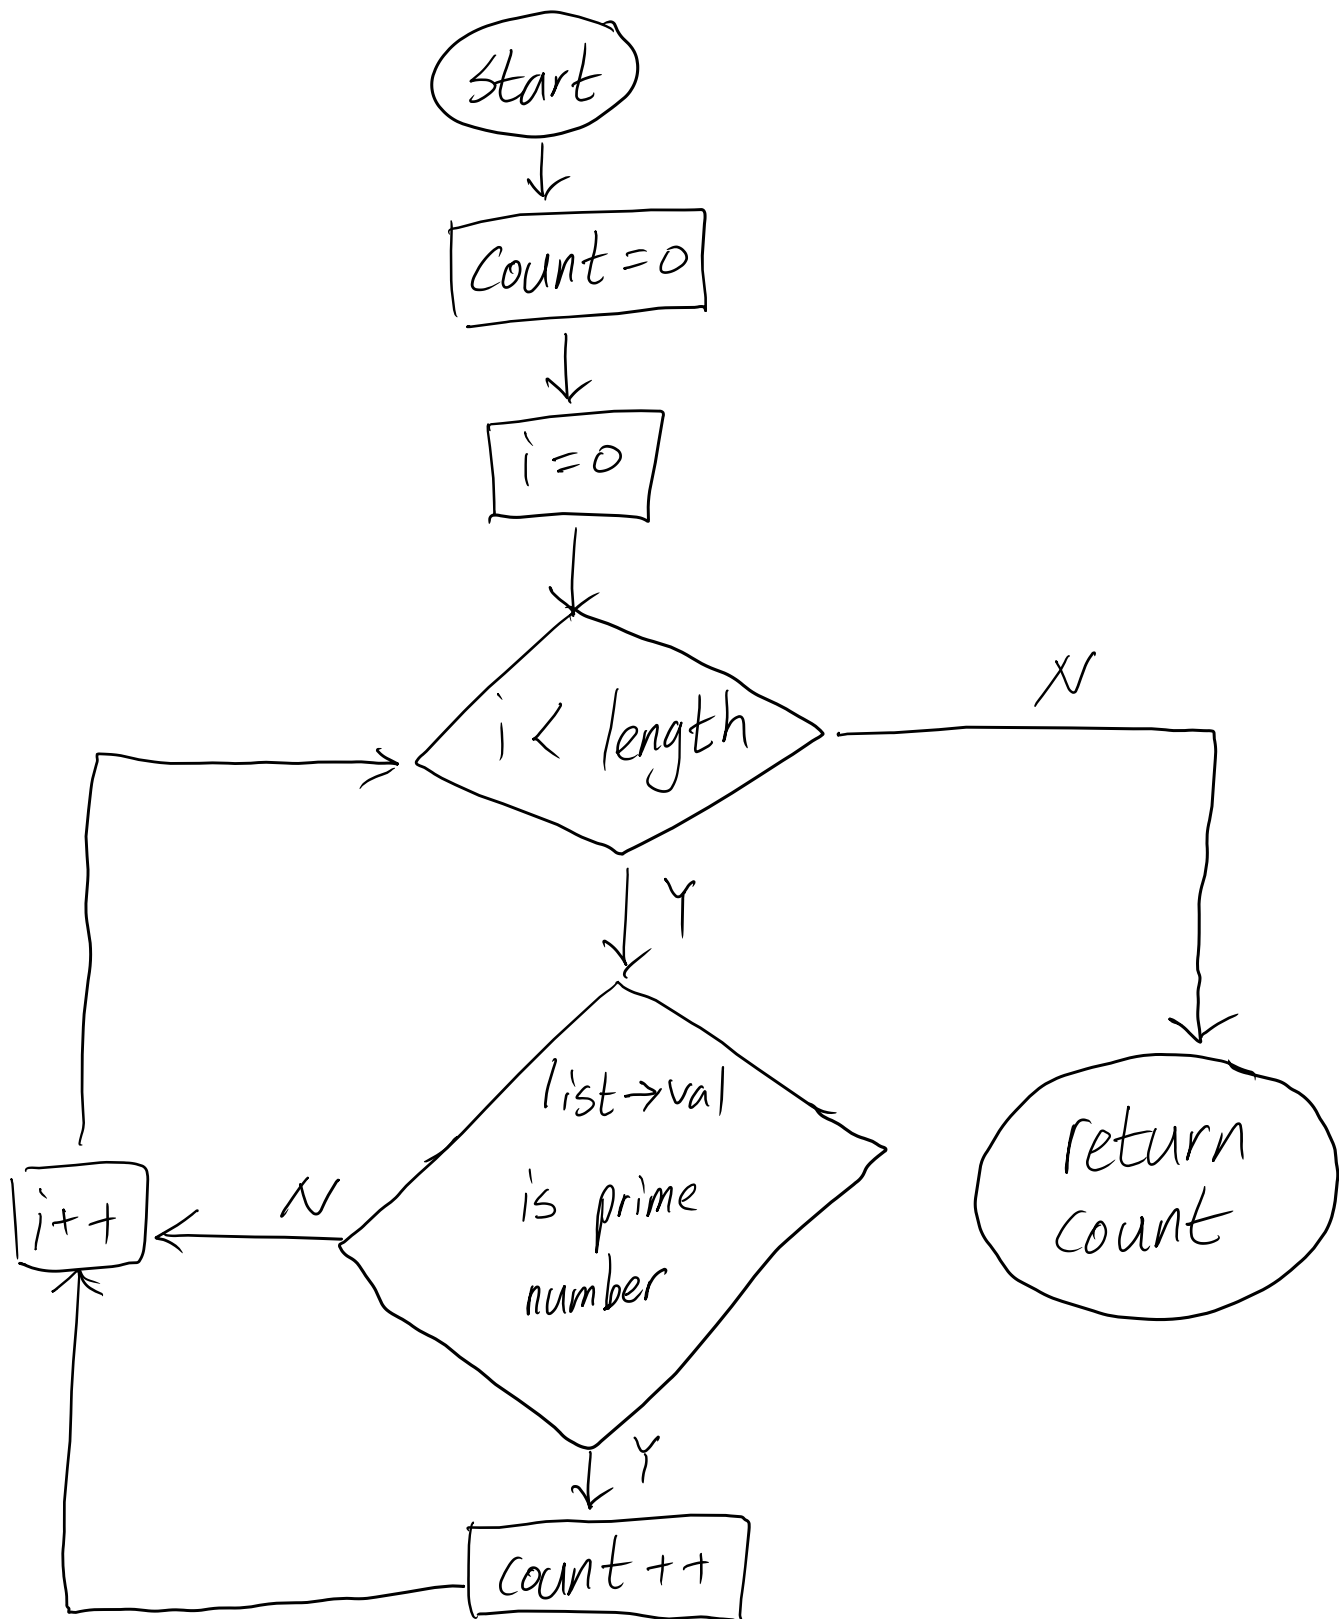 start
count=0
i=0
i < length
N
Y
list→val
is prime
number
N
i++
return
count
Y
count++